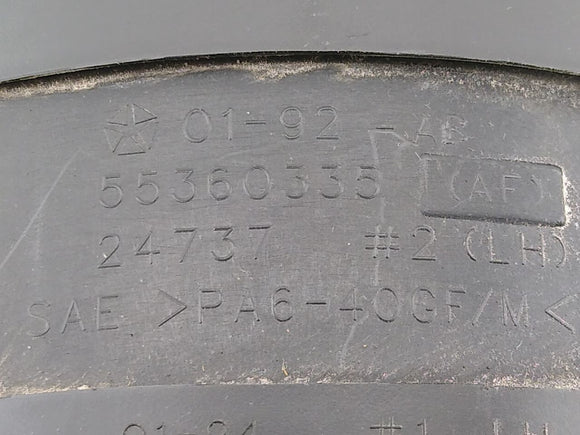 01-92 -AB
55360335 (AF)
24737 #2 (LH)
SAE >PA6-40GF/M<